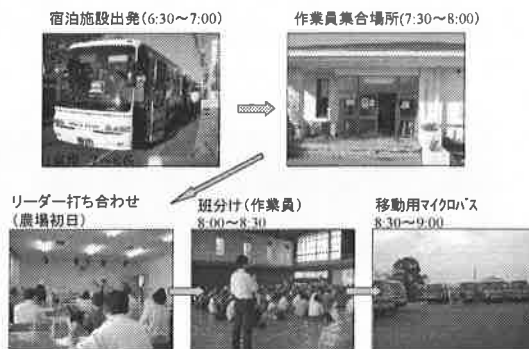 宿泊施設出発(6:30～7:00)
作業員集合場所(7:30～8:00)
リーダー打ち合わせ
(農場初日)
班分け(作業員)
8:00～8:30
移動用マイクロバス
8:30～9:00